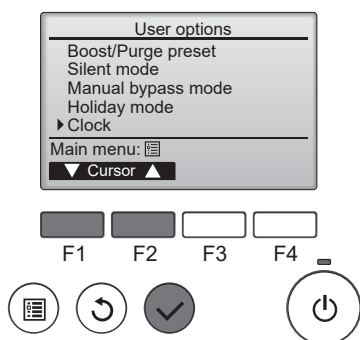 User options
Boost/Purge preset
Silent mode
Manual bypass mode
Holiday mode
Clock
Main menu:
Cursor
F1 F2 F3 F4